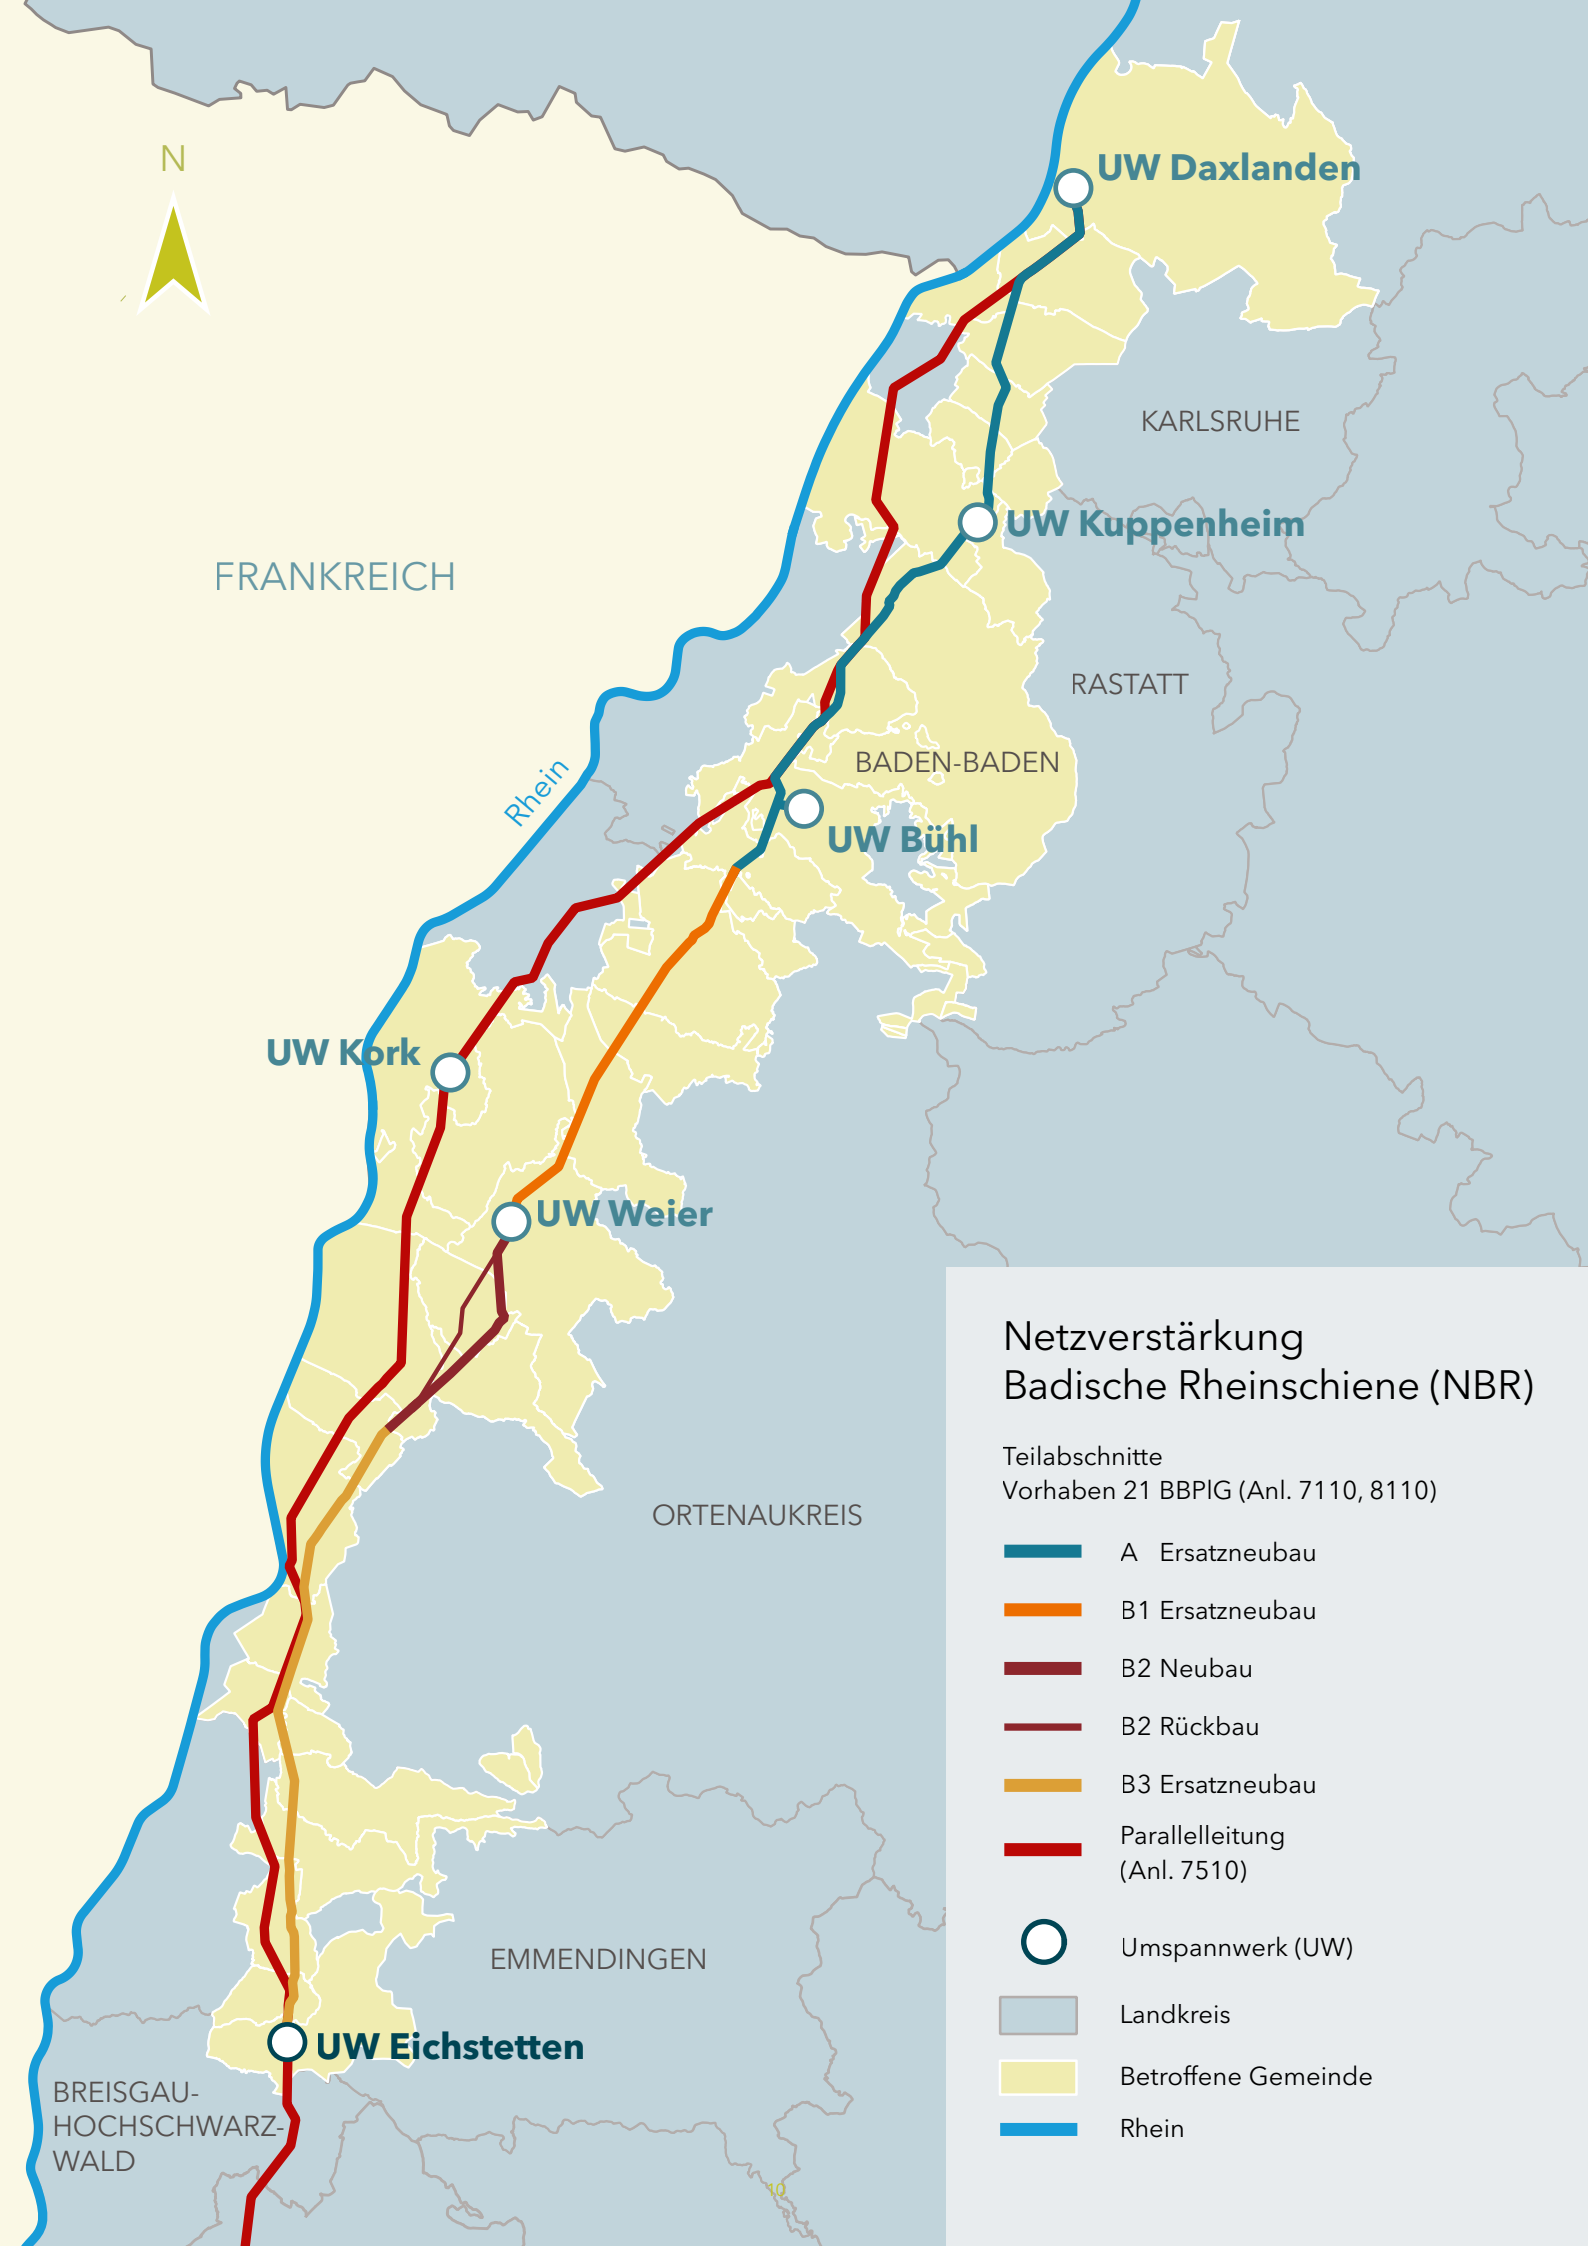 N
UW Daxlanden
KARLSRUHE
UW Kuppenheim
FRANKREICH
RASTATT
BADEN-BADEN
Rhein
UW Bühl
UW Kork
UW Weier
ORTENAUKREIS
EMMENDINGEN
UW Eichstetten
BREISGAU-
HOCHSCHWARZ-
WALD
10
Netzverstärkung
Badische Rheinschiene (NBR)
Teilabschnitte
Vorhaben 21 BBPlG (Anl. 7110, 8110)
A Ersatzneubau
B1 Ersatzneubau
B2 Neubau
B2 Rückbau
B3 Ersatzneubau
Parallelleitung
(Anl. 7510)
Umspannwerk (UW)
Landkreis
Betroffene Gemeinde
Rhein